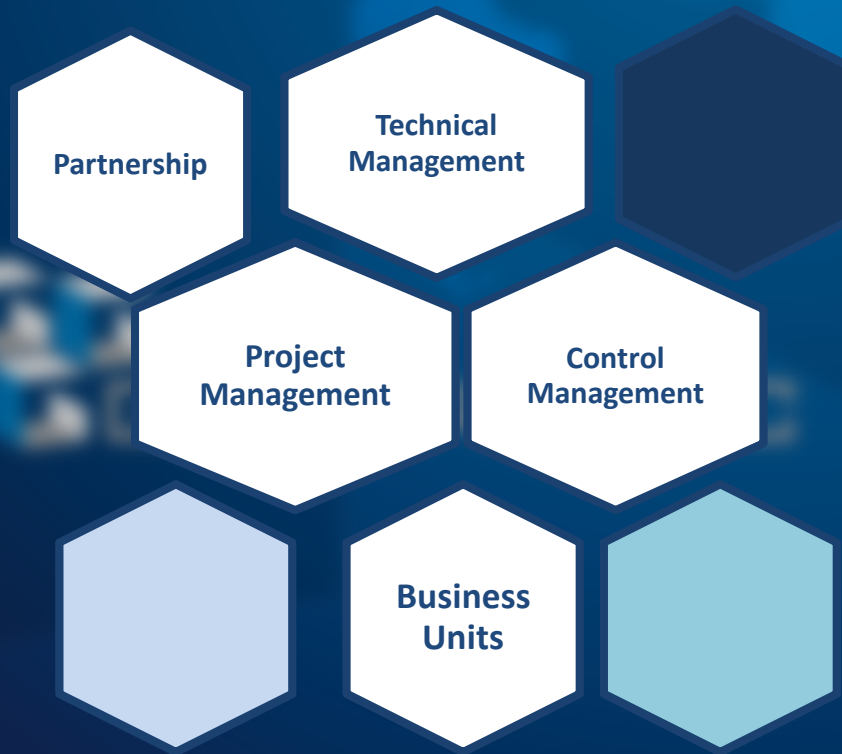 Partnership
Technical
Management
Project
Management
Control
Management
Business
Units